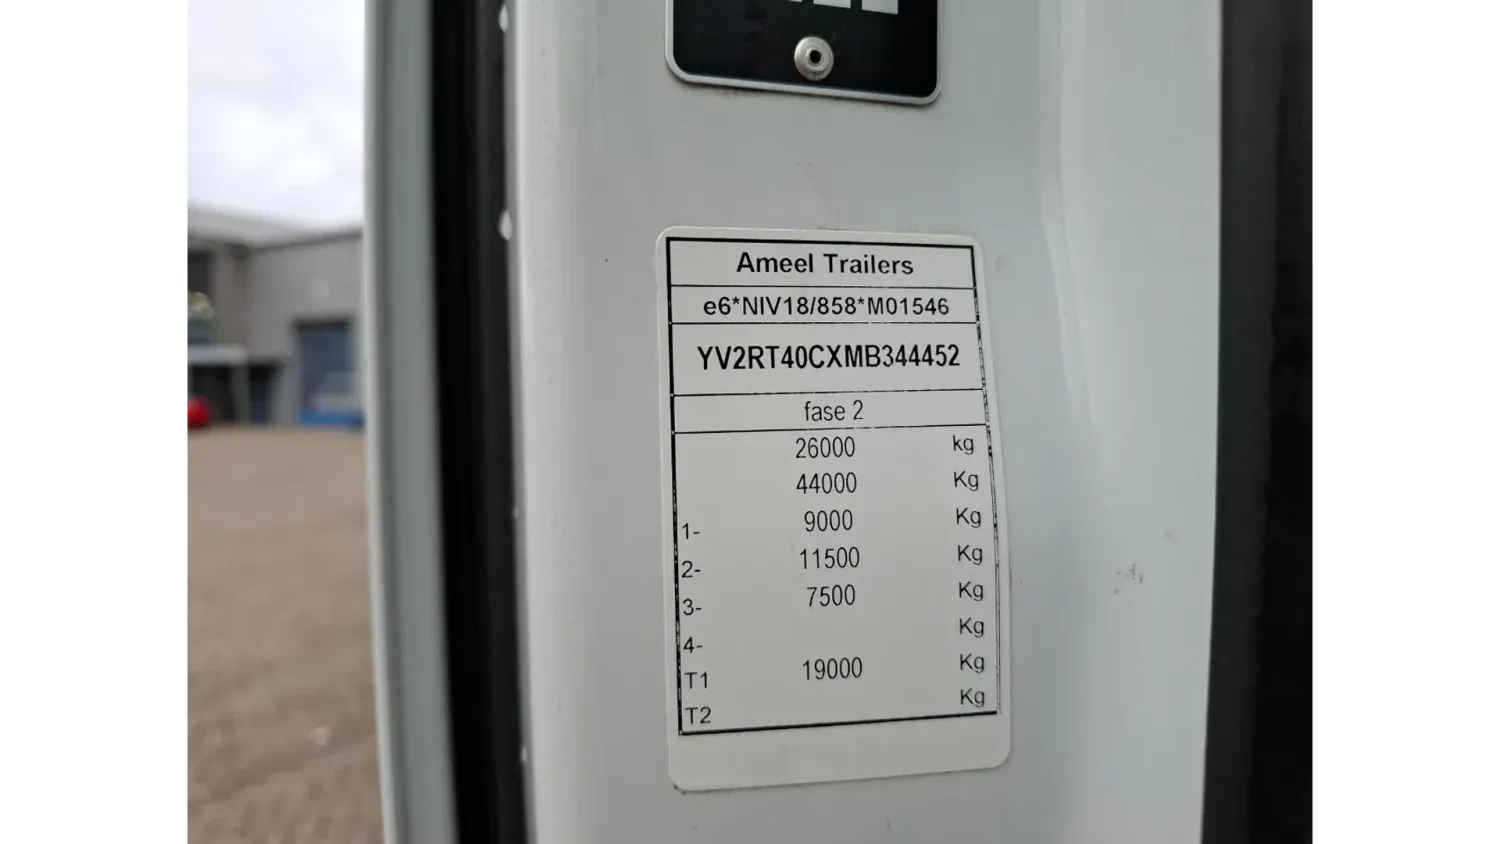 Ameel Trailers
e6*NIV18/858*M01546
YV2RT40CXMB344452
fase 2
26000 kg
44000 Kg
1- 9000 Kg
2- 11500 Kg
3- 7500 Kg
4- Kg
T1 19000 Kg
T2 Kg